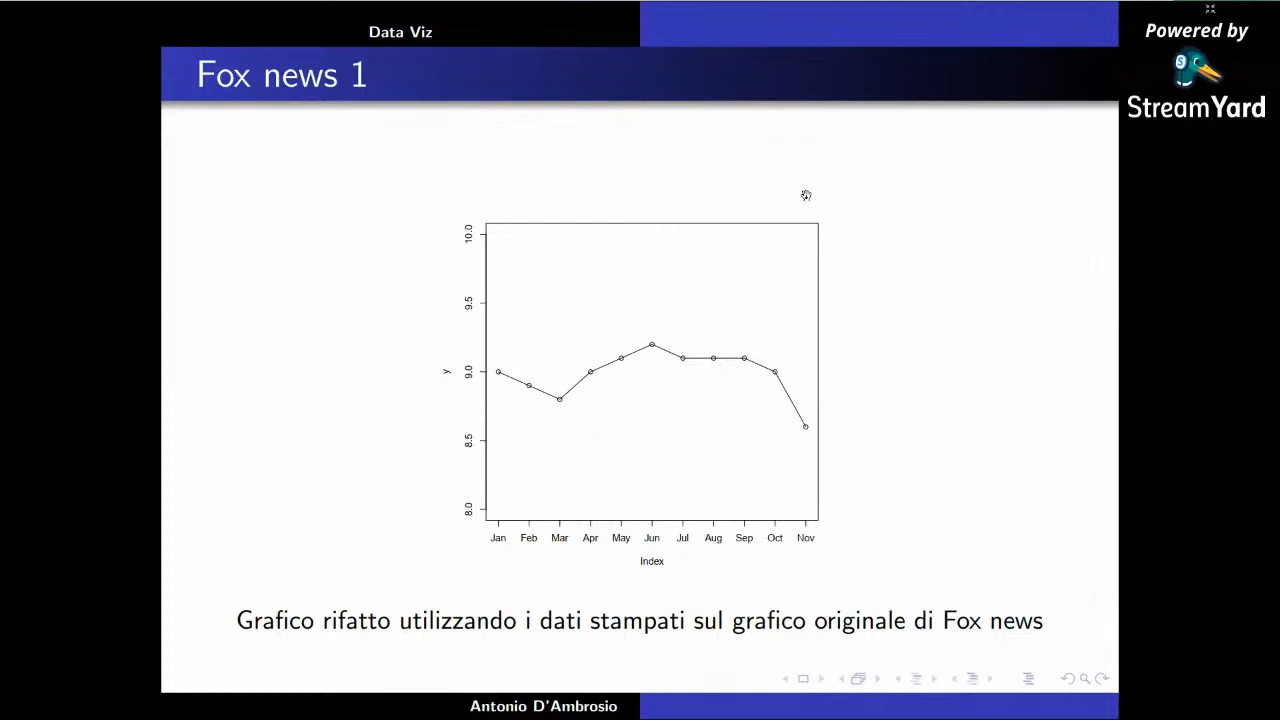 Data Viz
Powered by
StreamYard
Fox news 1
10.0
9.5
9.0
8.5
8.0
y
Jan Feb Mar Apr May Jun Jul Aug Sep Oct Nov
Index
Grafico rifatto utilizzando i dati stampati sul grafico originale di Fox news
Antonio D'Ambrosio